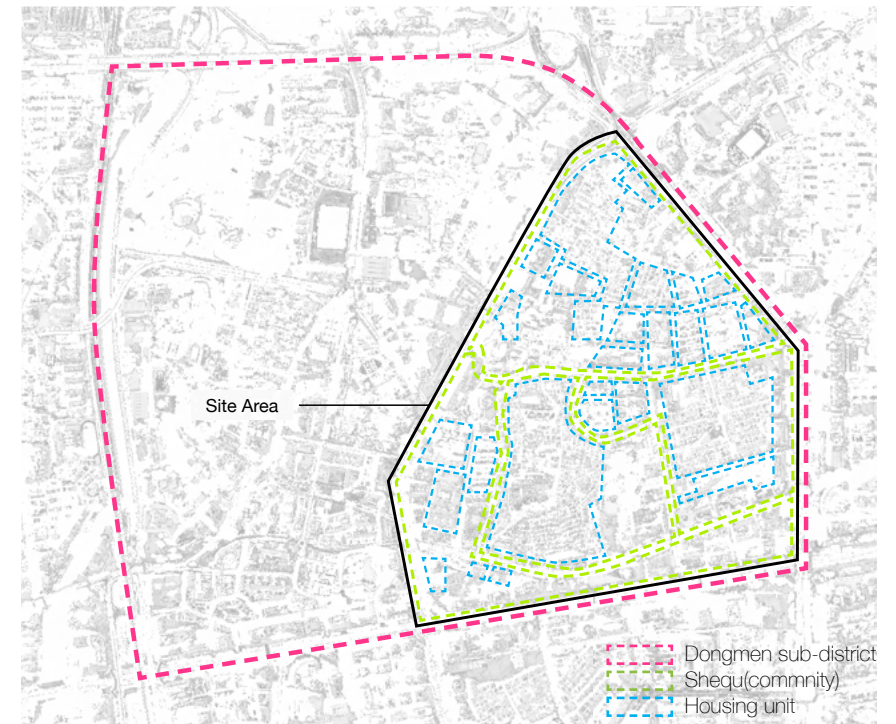 Site Area
Dongmen sub-district
Shequ(commnity)
Housing unit